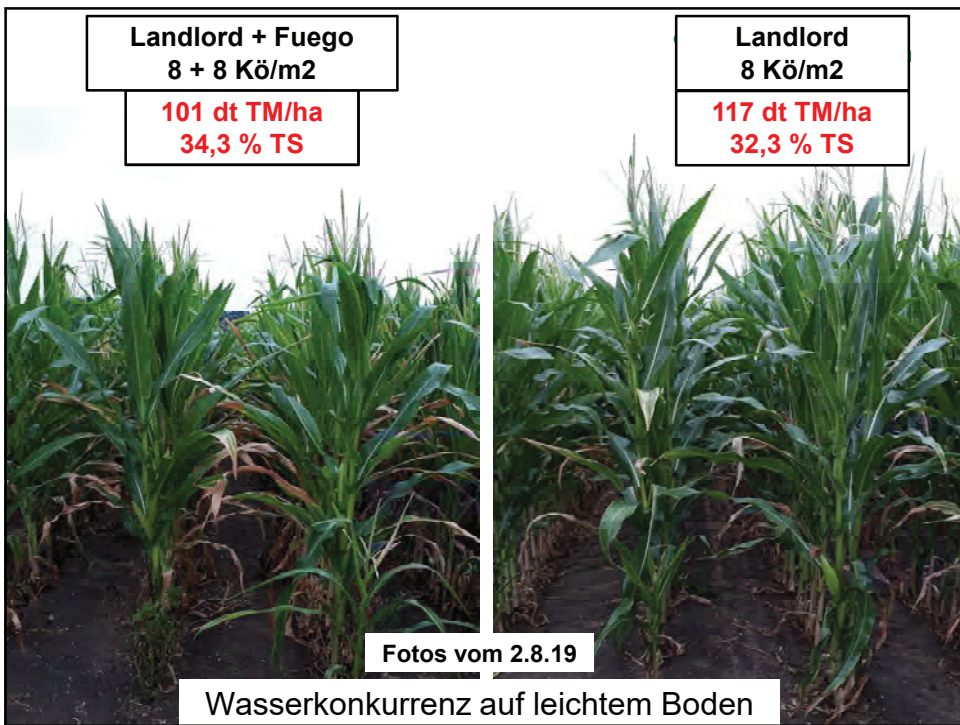 Landlord + Fuego
8 + 8 Kö/m2
101 dt TM/ha
34,3 % TS
Landlord
8 Kö/m2
117 dt TM/ha
32,3 % TS
Fotos vom 2.8.19
Wasserkonkurrenz auf leichtem Boden